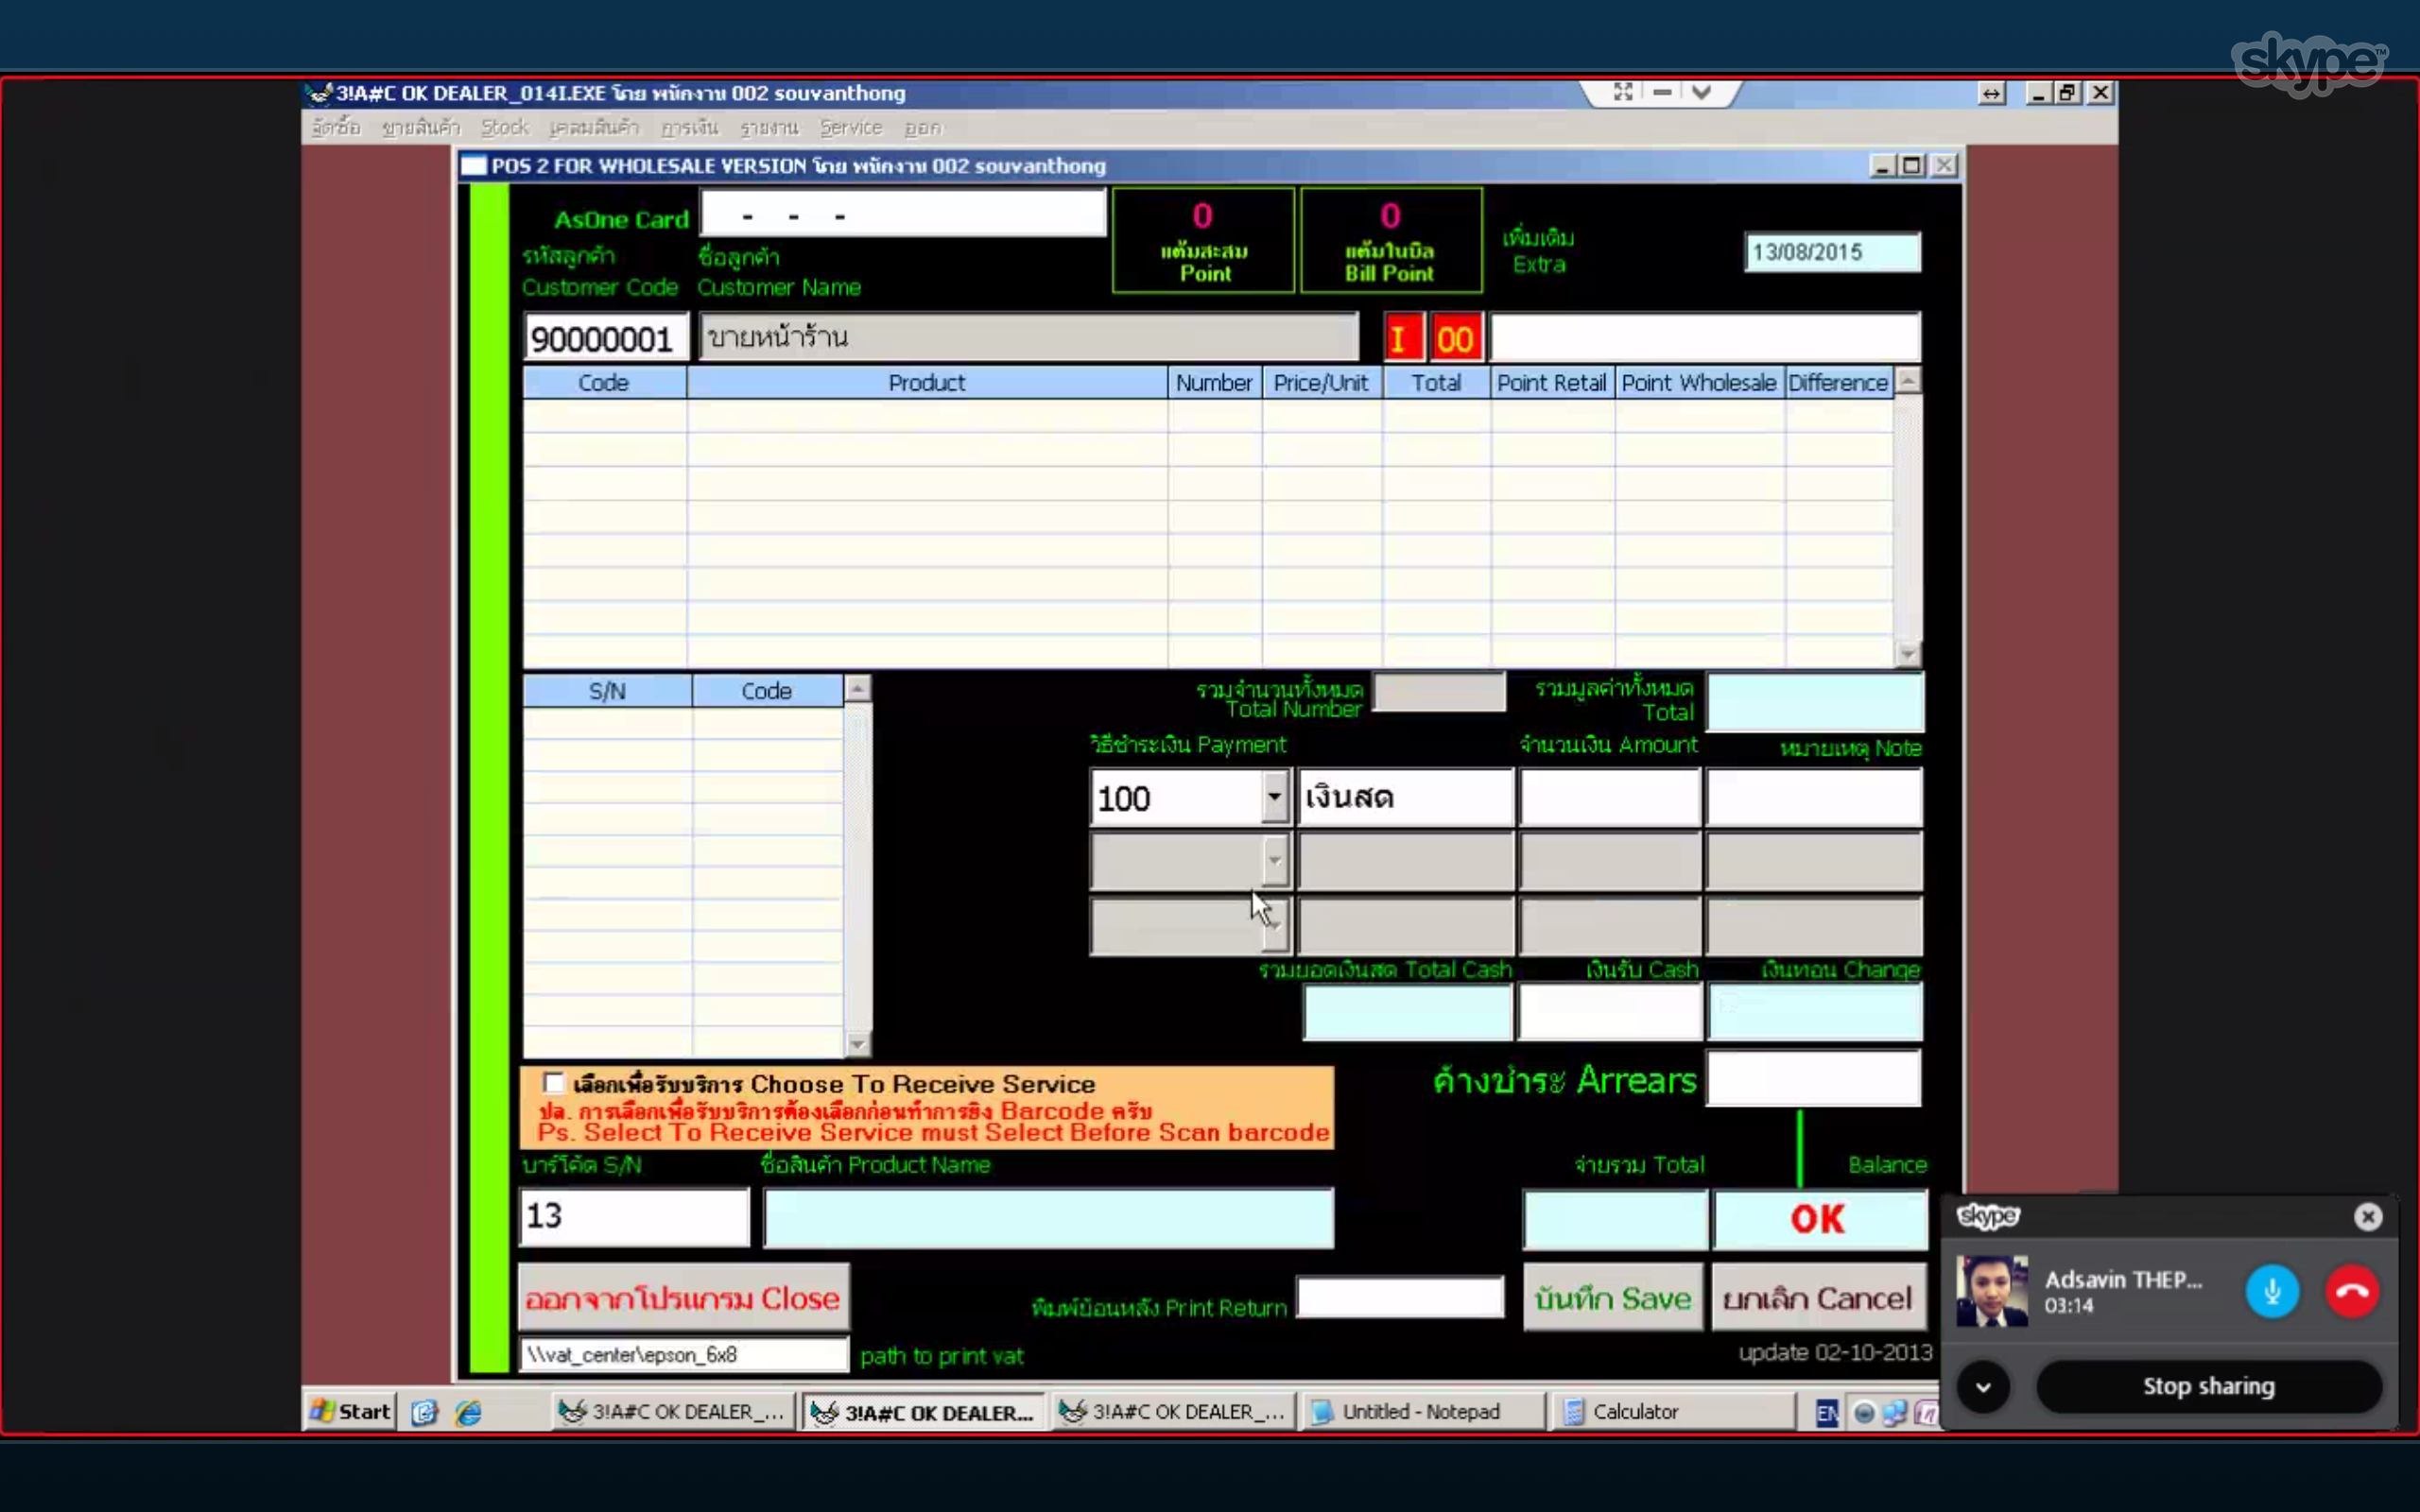 skype™
3!A#C OK DEALER_014I.EXE โดย พนักงาน 002 souvanthong
จัดซื้อ ขายสินค้า Stock เคลมสินค้า การเงิน รายงาน Service ออก
POS 2 FOR WHOLESALE VERSION โดย พนักงาน 002 souvanthong
AsOne Card - - -
0
แต้มสะสม
Point
0
แต้มในบิล
Bill Point
เพิ่มเติม
Extra
13/08/2015
รหัสลูกค้า ชื่อลูกค้า
Customer Code Customer Name
90000001 ขายหน้าร้าน I 00
Code Product Number Price/Unit Total Point Retail Point Wholesale Difference
S/N Code
รวมจำนวนทั้งหมด
Total Number
รวมมูลค่าทั้งหมด
Total
วิธีชำระเงิน Payment จำนวนเงิน Amount หมายเหตุ Note
100 เงินสด
รวมยอดเงินสด Total Cash เงินรับ Cash เงินทอน Change
ค้างชำระ Arrears
เลือกเพื่อรับบริการ Choose To Receive Service
ปล. การเลือกเพื่อรับบริการต้องเลือกก่อนทำการยิง Barcode ครับ
Ps. Select To Receive Service must Select Before Scan barcode
บาร์โค้ด S/N ชื่อสินค้า Product Name จ่ายรวม Total Balance
13 OK
ออกจากโปรแกรม Close พิมพ์ย้อนหลัง Print Return บันทึก Save ยกเลิก Cancel
\\vat_center\epson_6x8 path to print vat update 02-10-2013
skype
Adsavin THEP...
03:14
Stop sharing
Start 3!A#C OK DEALER_... 3!A#C OK DEALER... 3!A#C OK DEALER_... Untitled - Notepad Calculator EN